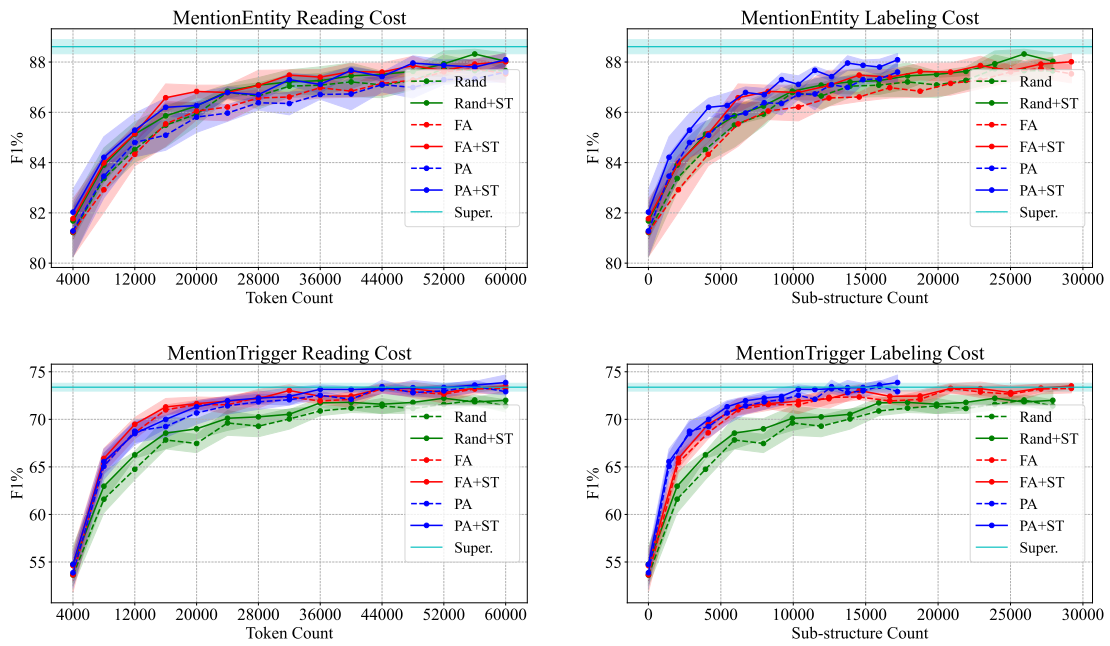 MentionEntity Reading Cost
F1%
88
86
84
82
80
4000 12000 20000 28000 36000 44000 52000 60000
Token Count
Rand
Rand+ST
FA
FA+ST
PA
PA+ST
Super.
MentionEntity Labeling Cost
F1%
88
86
84
82
80
0 5000 10000 15000 20000 25000 30000
Sub-structure Count
Rand
Rand+ST
FA
FA+ST
PA
PA+ST
Super.
MentionTrigger Reading Cost
F1%
75
70
65
60
55
4000 12000 20000 28000 36000 44000 52000 60000
Token Count
Rand
Rand+ST
FA
FA+ST
PA
PA+ST
Super.
MentionTrigger Labeling Cost
F1%
75
70
65
60
55
0 5000 10000 15000 20000 25000 30000
Sub-structure Count
Rand
Rand+ST
FA
FA+ST
PA
PA+ST
Super.